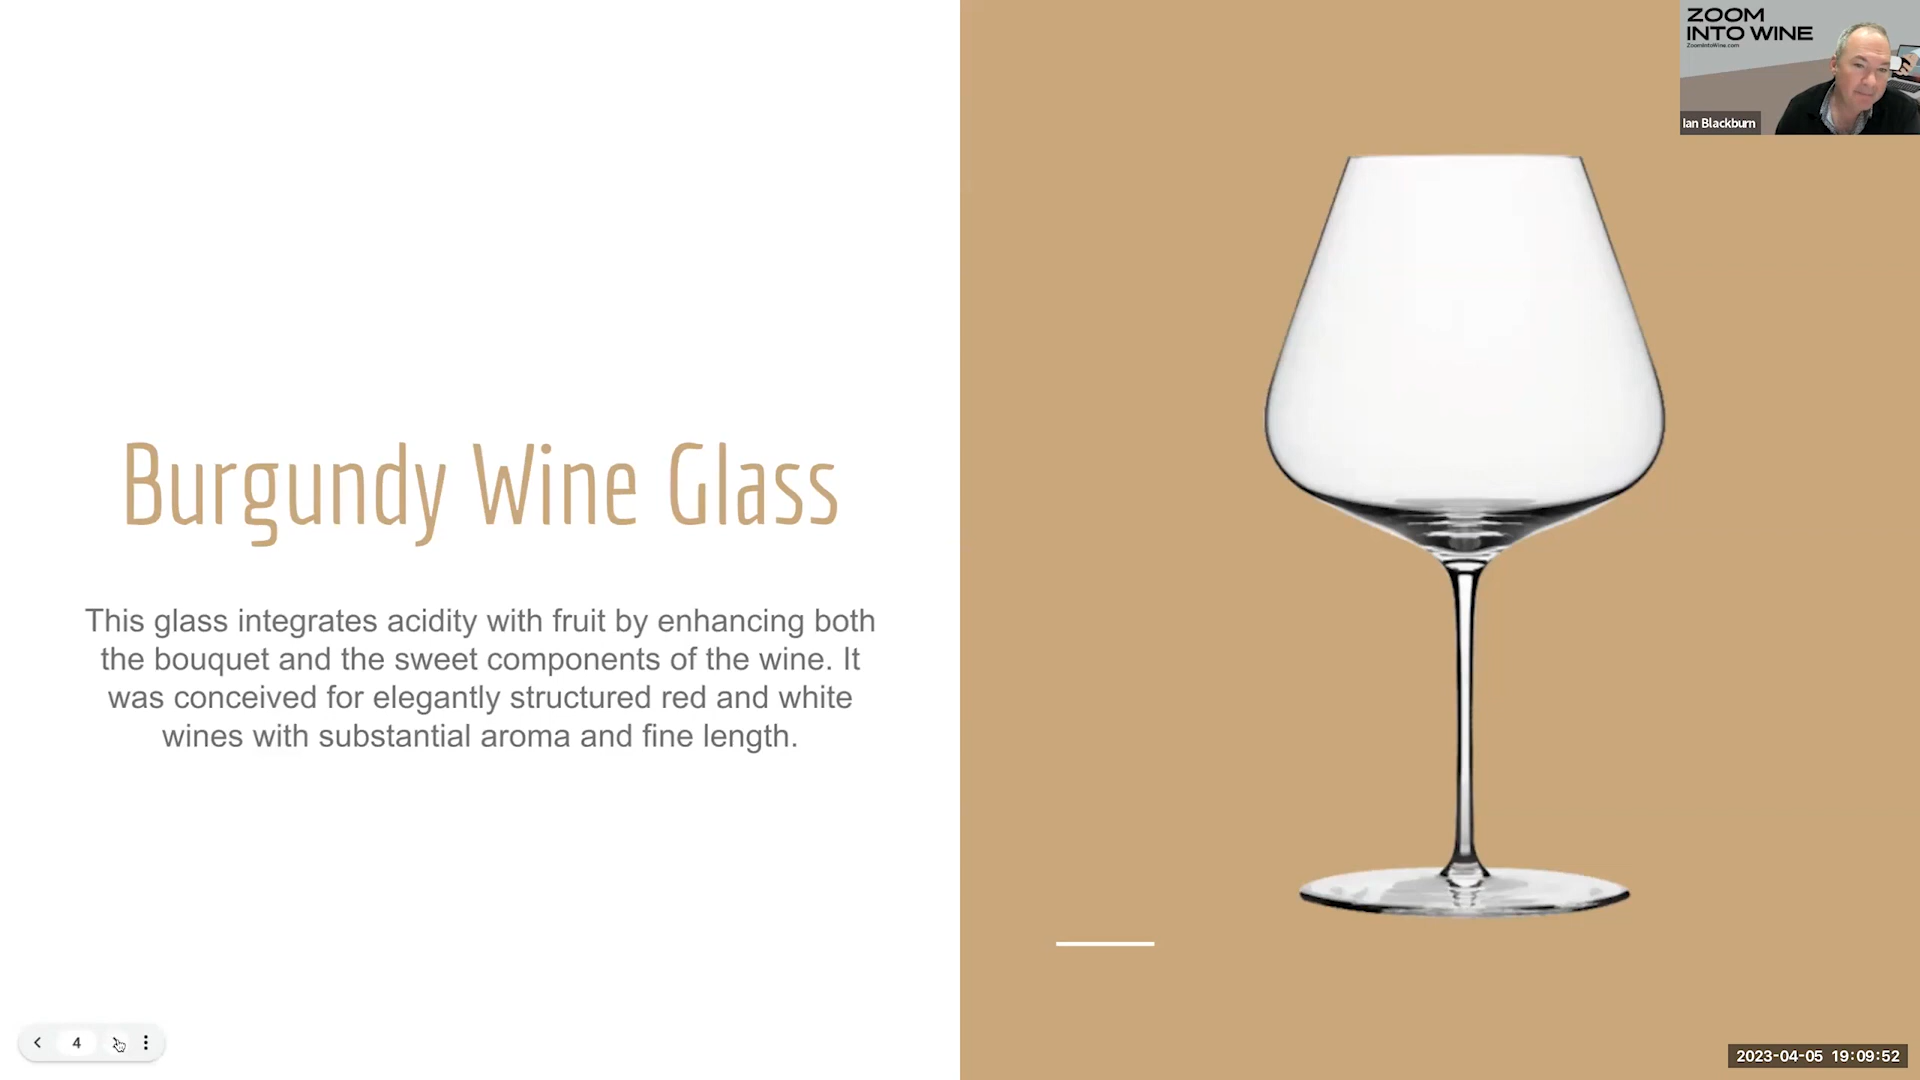 ZOOM
INTO WINE
ZoomIntoWine.com
Ian Blackburn
Burgundy Wine Glass
This glass integrates acidity with fruit by enhancing both
the bouquet and the sweet components of the wine. It
was conceived for elegantly structured red and white
wines with substantial aroma and fine length.
4
2023-04-05 19:09:52